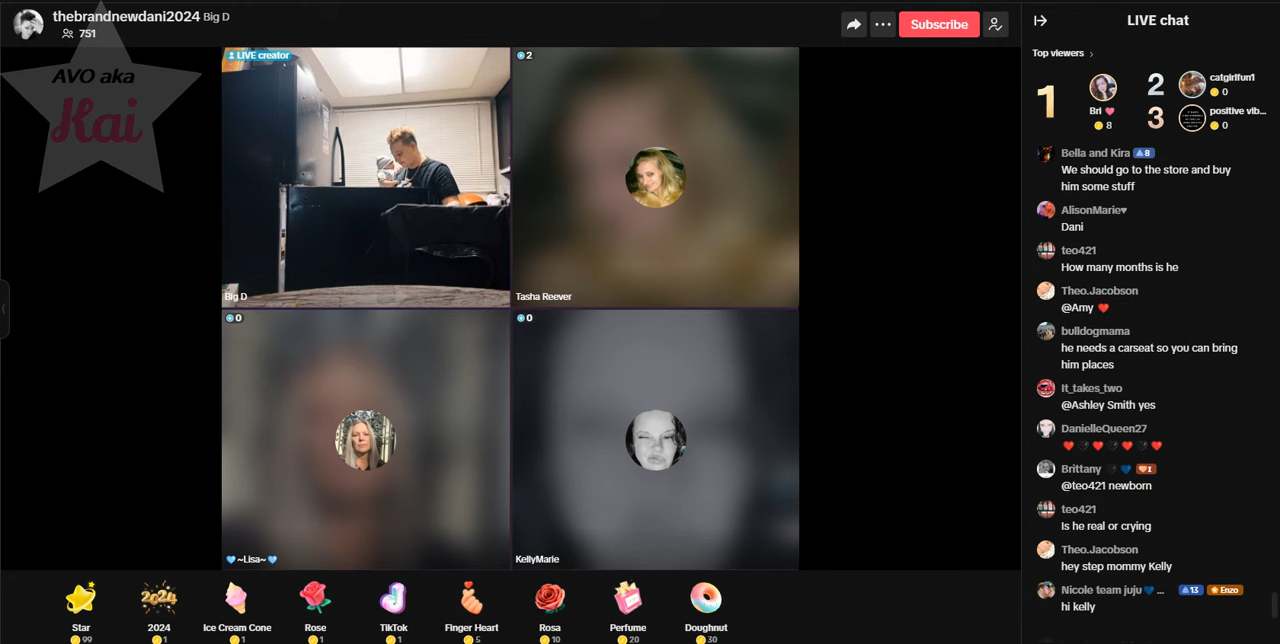 thebrandnewdani2024 Big D
751
Subscribe
LIVE chat
AVO aka
Kai
Top viewers
1
Bri
8
2
catgirlfun1
0
3
positive vib...
0
LIVE creator
Big D
2
Tasha Reever
0
~Lisa~
0
KellyMarie
Bella and Kira 8
We should go to the store and buy
him some stuff
AlisonMarie♥
Dani
teo421
How many months is he
Theo.Jacobson
@Amy ❤️
bulldogmama
he needs a carseat so you can bring
him places
It_takes_two
@Ashley Smith yes
DanielleQueen27
❤️🖤❤️🖤❤️🖤❤️
Brittany 🖤💙 1
@teo421 newborn
teo421
Is he real or crying
Theo.Jacobson
hey step mommy Kelly
Nicole team juju💙 ... 13 Enzo
hi kelly
Star
99
2024
2024
1
Ice Cream Cone
1
Rose
1
TikTok
1
Finger Heart
5
Rosa
10
Perfume
20
Doughnut
30